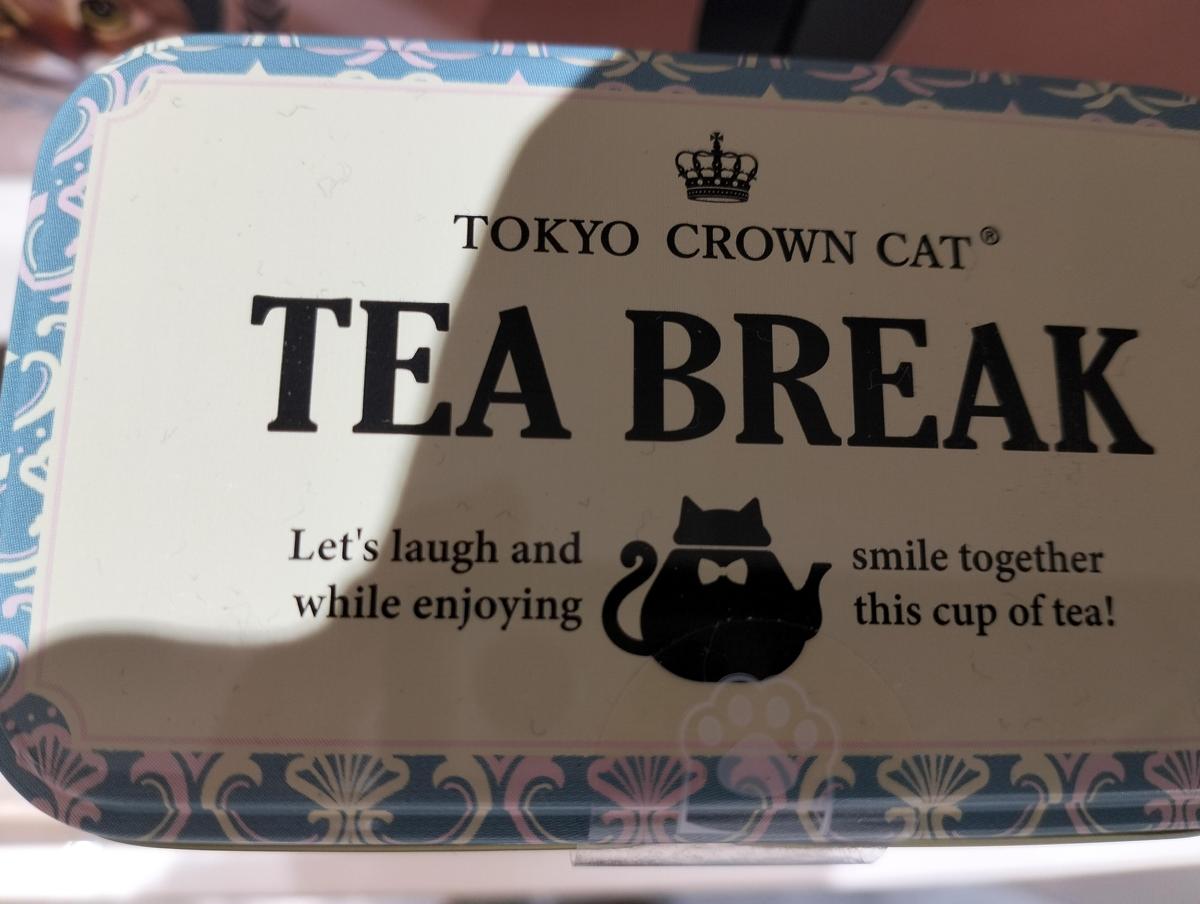 TOKYO CROWN CAT®
TEA BREAK
Let's laugh and smile together
while enjoying this cup of tea!